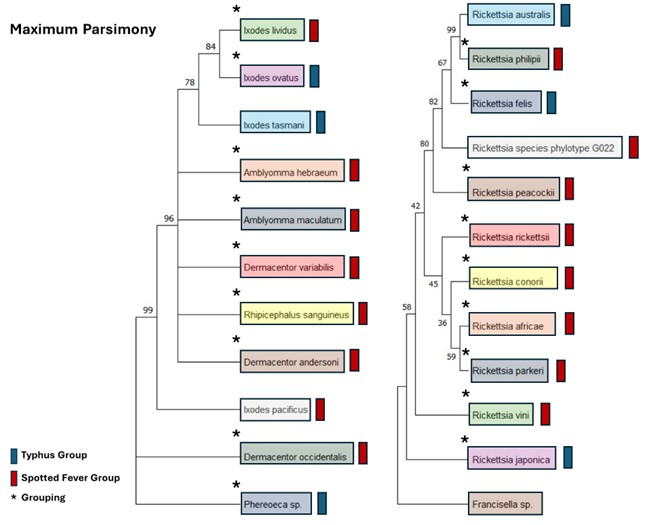 Maximum Parsimony
*
Ixodes lividus
84
*
Ixodes ovatus
78
Ixodes tasmani
*
Amblyomma hebraeum
*
96
Amblyomma maculatum
*
Dermacentor variabilis
*
99
Rhipicephalus sanguineus
*
Dermacentor andersoni
Ixodes pacificus
*
Dermacentor occidentalis
*
Phereoeca sp.
Typhus Group
Spotted Fever Group
* Grouping
Rickettsia australis
99
*
Rickettsia philipii
67
*
Rickettsia felis
82
80
Rickettsia species phylotype G022
*
Rickettsia peacockii
42
*
Rickettsia rickettsii
*
45
Rickettsia conorii
*
58
36
Rickettsia africae
*
59
Rickettsia parkeri
*
Rickettsia vini
*
Rickettsia japonica
Francisella sp.